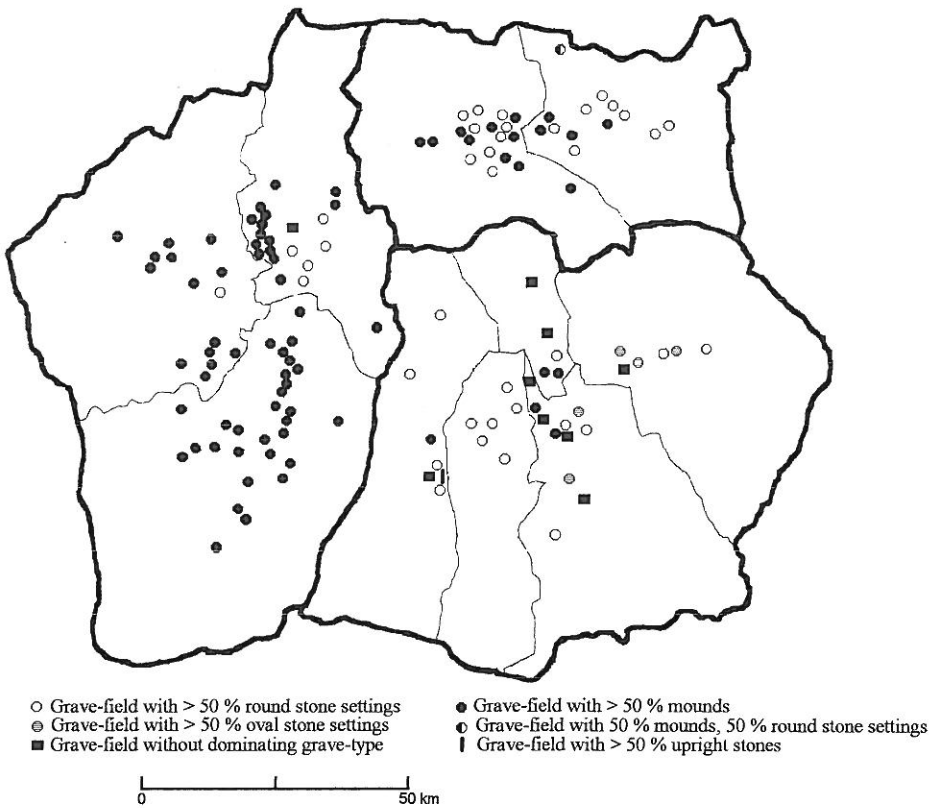 Grave-field with > 50 % round stone settings
Grave-field with > 50 % oval stone settings
Grave-field without dominating grave-type
Grave-field with > 50 % mounds
Grave-field with 50 % mounds, 50 % round stone settings
Grave-field with > 50 % upright stones
0
50 km